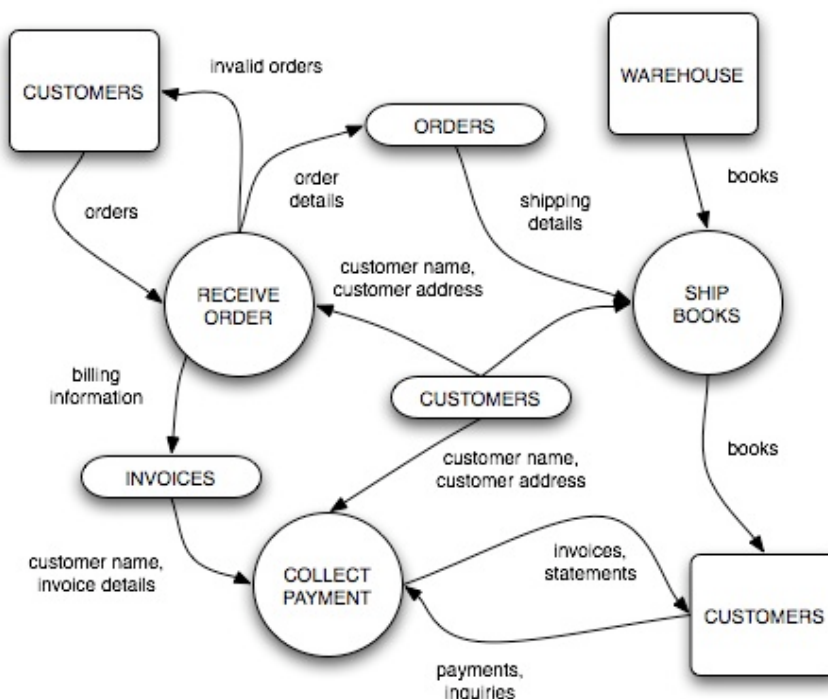 invalid orders
CUSTOMERS
WAREHOUSE
ORDERS
order
details
books
orders
shipping
details
customer name,
customer address
RECEIVE
ORDER
SHIP
BOOKS
billing
information
CUSTOMERS
books
customer name,
customer address
INVOICES
customer name,
invoice details
COLLECT
PAYMENT
invoices,
statements
CUSTOMERS
payments,
inquiries